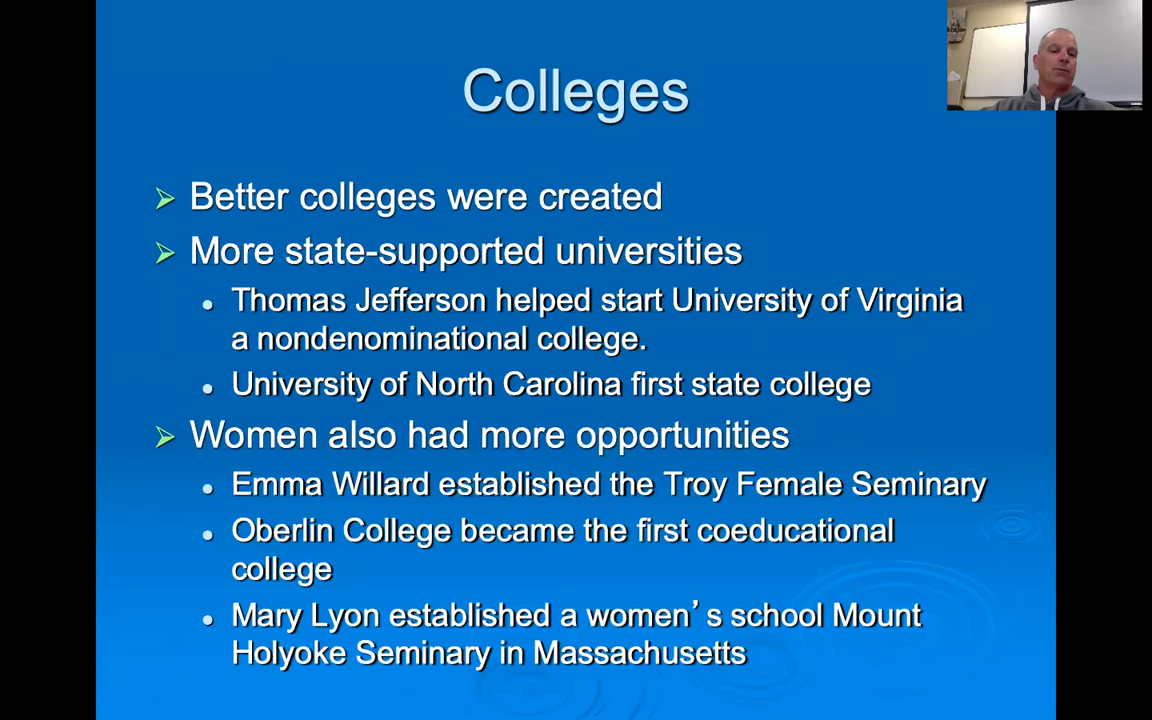 Colleges
Better colleges were created
More state-supported universities
Thomas Jefferson helped start University of Virginia
a nondenominational college.
University of North Carolina first state college
Women also had more opportunities
Emma Willard established the Troy Female Seminary
Oberlin College became the first coeducational
college
Mary Lyon established a women’s school Mount
Holyoke Seminary in Massachusetts